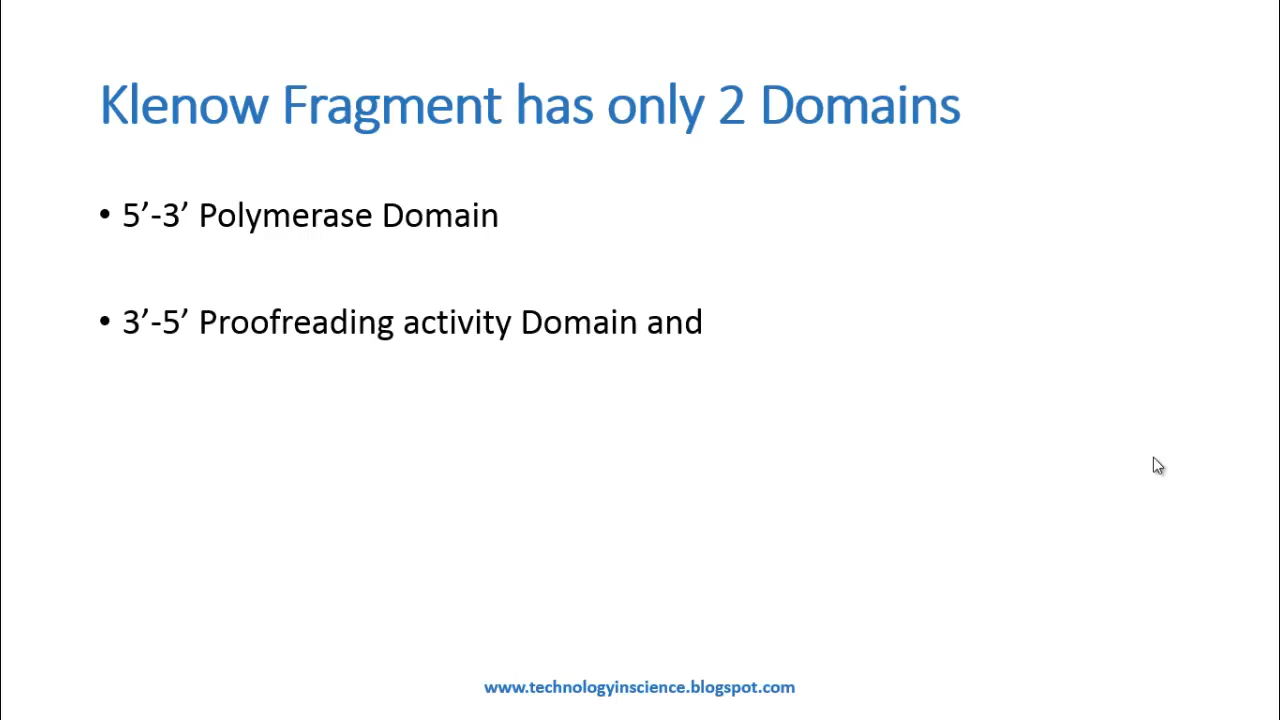 Klenow Fragment has only 2 Domains
• 5’-3’ Polymerase Domain
• 3’-5’ Proofreading activity Domain and
www.technologyinscience.blogspot.com